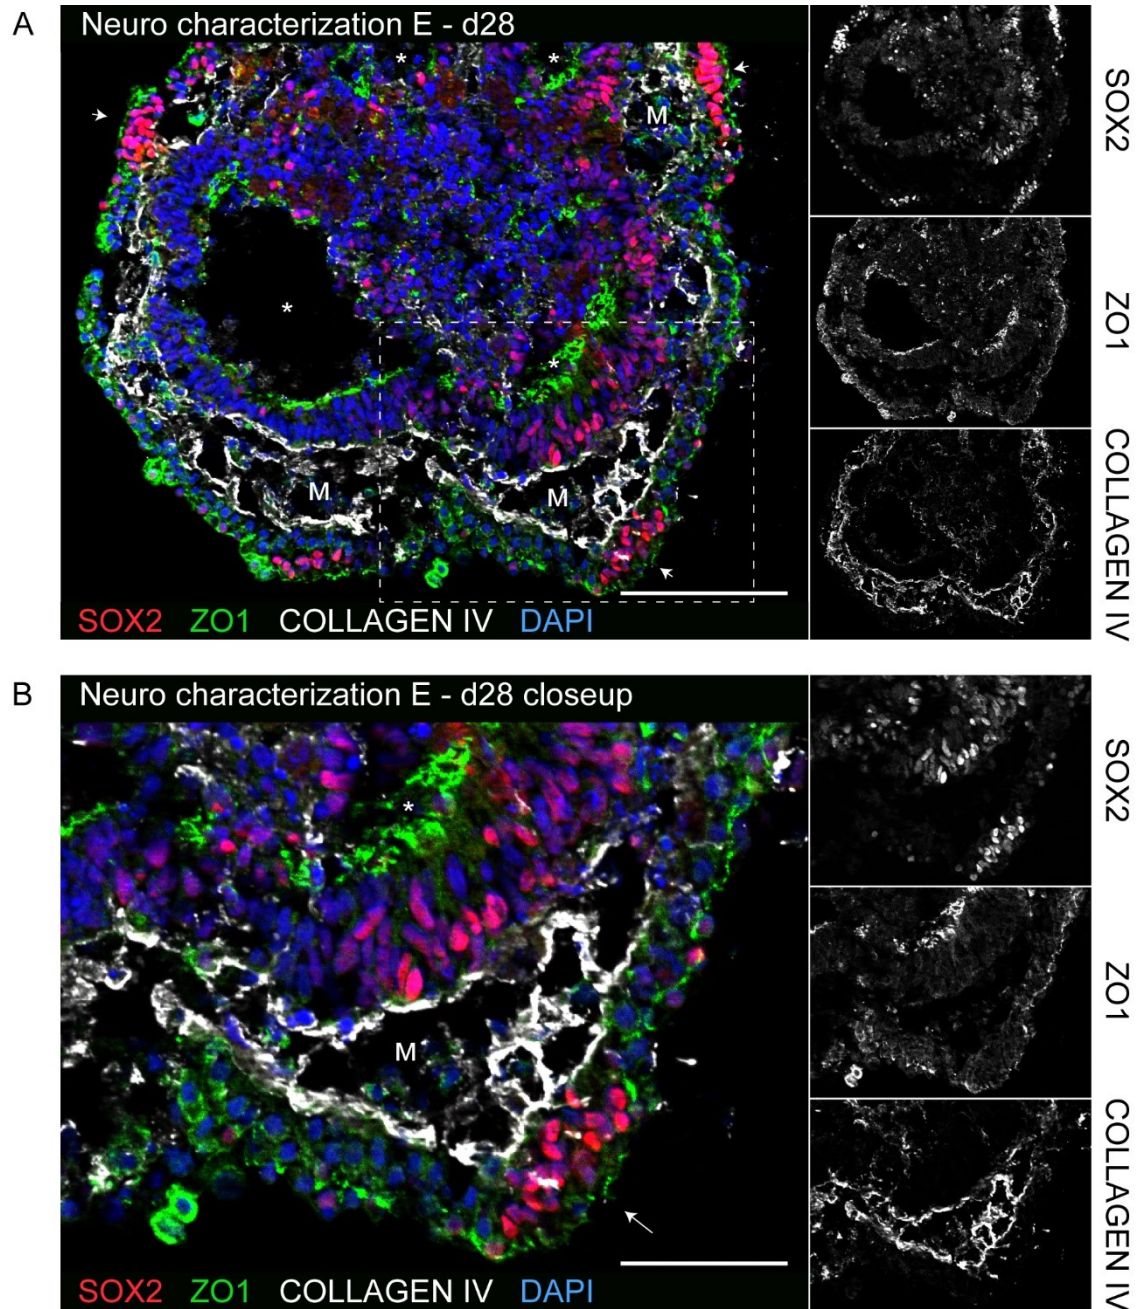 A
Neuro characterization E - d28
*
*
M
*
*
M
M
SOX2 ZO1 COLLAGEN IV DAPI
SOX2
ZO1
COLLAGEN IV
B
Neuro characterization E - d28 closeup
*
M
SOX2 ZO1 COLLAGEN IV DAPI
SOX2
ZO1
COLLAGEN IV